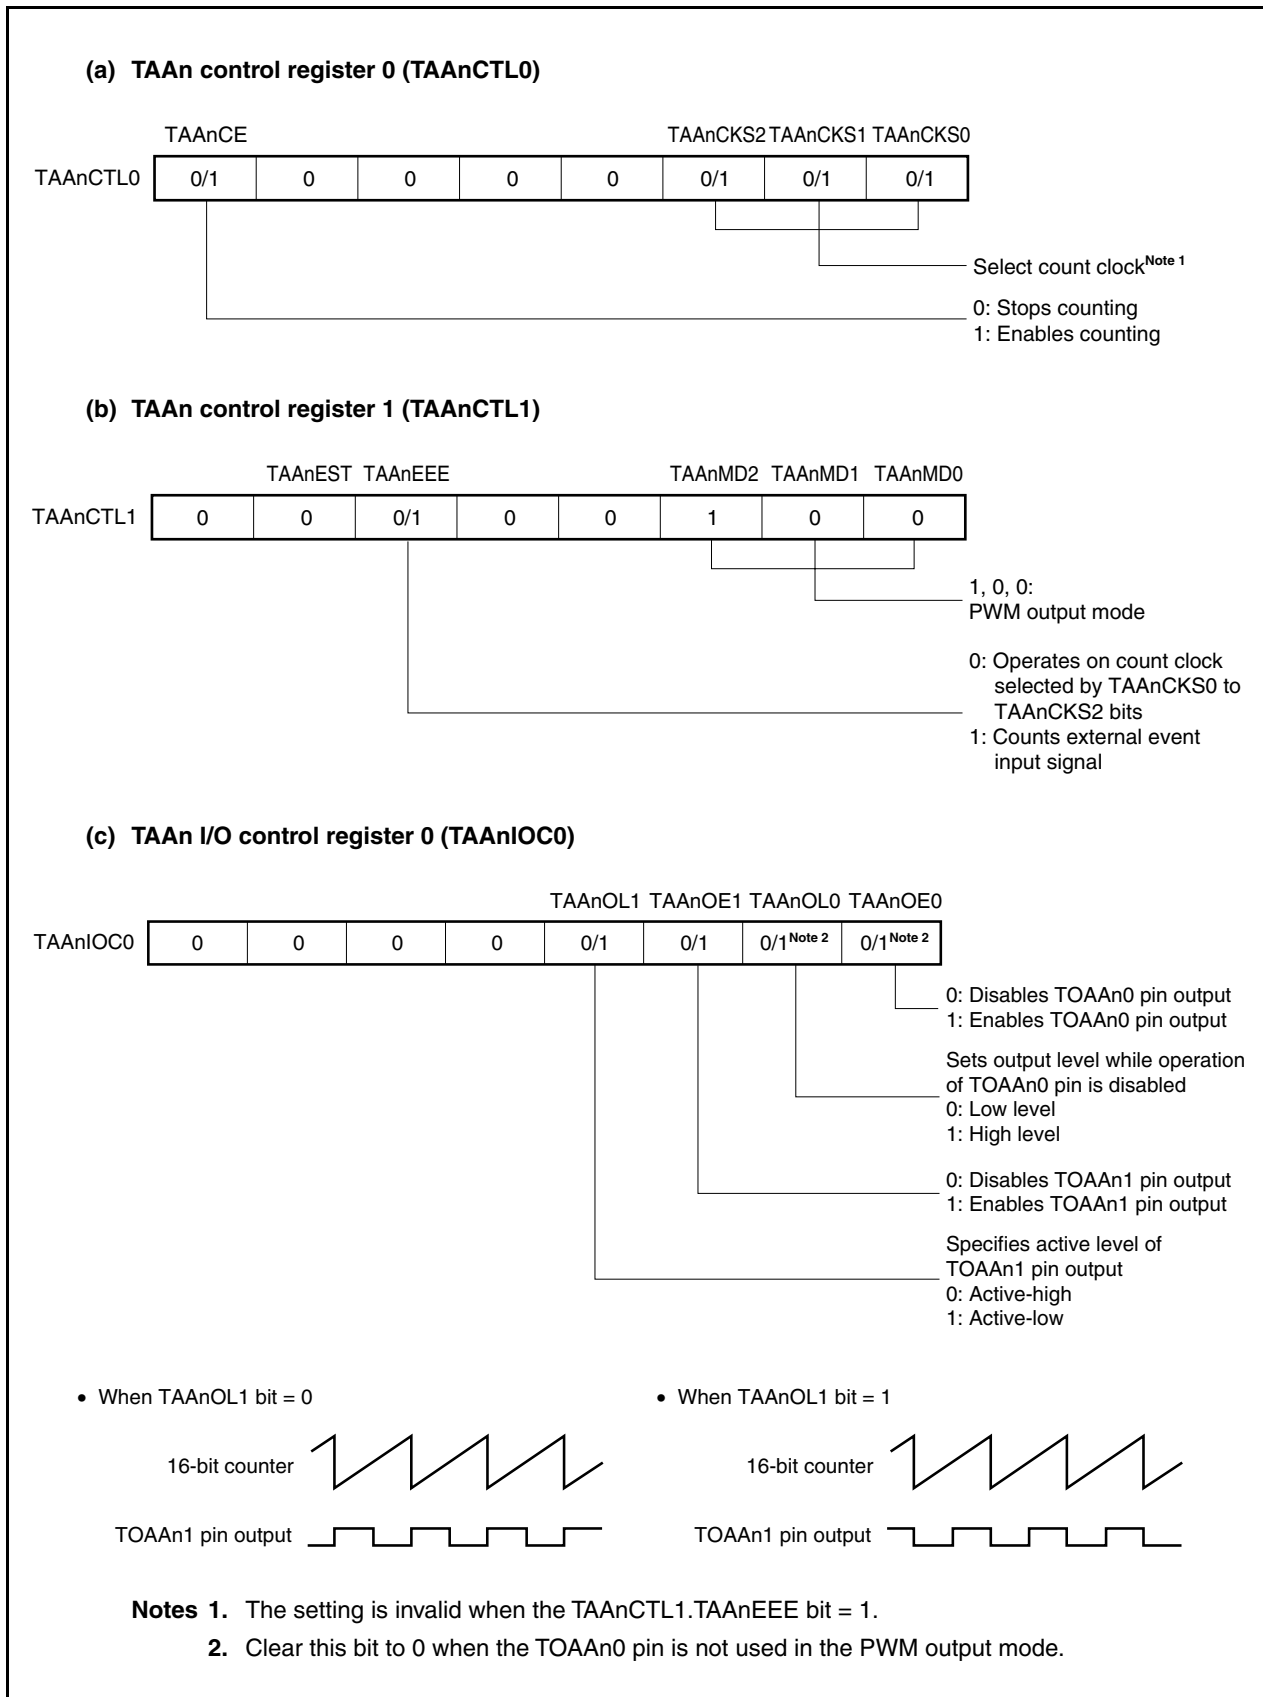 (a) TAAn control register 0 (TAAnCTL0)
TAAnCE TAAnCKS2 TAAnCKS1 TAAnCKS0
TAAnCTL0 0/1 0 0 0 0 0/1 0/1 0/1
Select count clock Note 1
0: Stops counting
1: Enables counting
(b) TAAn control register 1 (TAAnCTL1)
TAAnEST TAAnEEE TAAnMD2 TAAnMD1 TAAnMD0
TAAnCTL1 0 0 0/1 0 0 1 0 0
1, 0, 0:
PWM output mode
0: Operates on count clock
selected by TAAnCKS0 to
TAAnCKS2 bits
1: Counts external event
input signal
(c) TAAn I/O control register 0 (TAAnIOC0)
TAAnOL1 TAAnOE1 TAAnOL0 TAAnOE0
TAAnIOC0 0 0 0 0 0/1 0/1 0/1 Note 2 0/1 Note 2
0: Disables TOAAn0 pin output
1: Enables TOAAn0 pin output
Sets output level while operation
of TOAAn0 pin is disabled
0: Low level
1: High level
0: Disables TOAAn1 pin output
1: Enables TOAAn1 pin output
Specifies active level of
TOAAn1 pin output
0: Active-high
1: Active-low
• When TAAnOL1 bit = 0
16-bit counter
TOAAn1 pin output
• When TAAnOL1 bit = 1
16-bit counter
TOAAn1 pin output
Notes 1. The setting is invalid when the TAAnCTL1.TAAnEEE bit = 1.
2. Clear this bit to 0 when the TOAAn0 pin is not used in the PWM output mode.